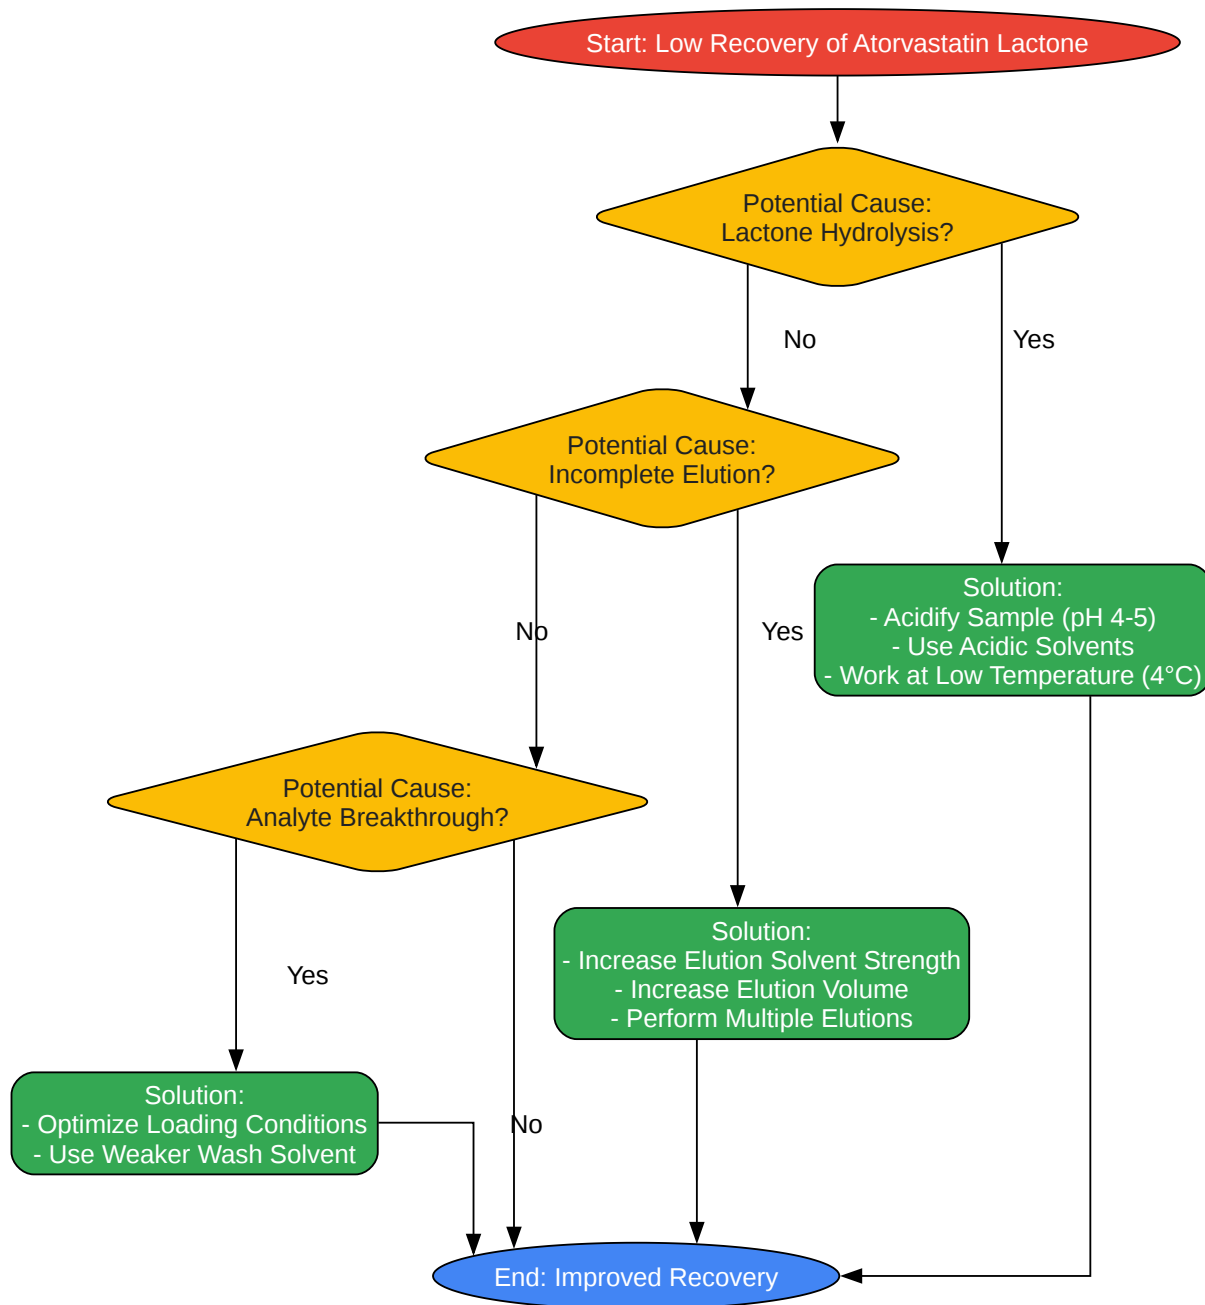 Start: Low Recovery of Atorvastatin Lactone
Potential Cause:
Lactone Hydrolysis?
No
Yes
Potential Cause:
Incomplete Elution?
No
Yes
Solution:
- Acidify Sample (pH 4-5)
- Use Acidic Solvents
- Work at Low Temperature (4°C)
Potential Cause:
Analyte Breakthrough?
Yes
No
Solution:
- Increase Elution Solvent Strength
- Increase Elution Volume
- Perform Multiple Elutions
Solution:
- Optimize Loading Conditions
- Use Weaker Wash Solvent
End: Improved Recovery